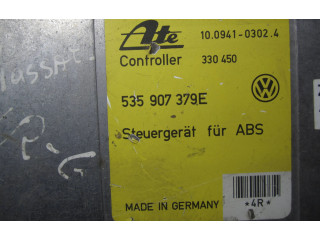 Ate 10.0941-0302.4
Controller 330 450
535 907 379E
Steuergerät für ABS
MADE IN GERMANY
*4R*